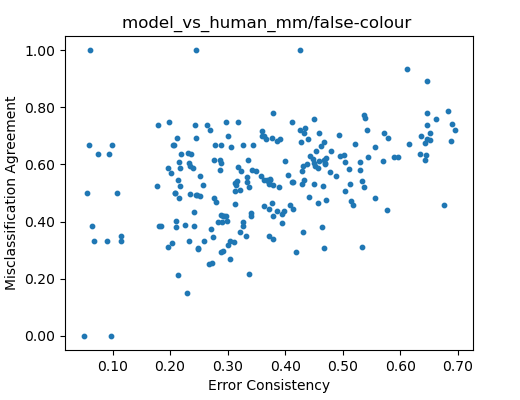 model_vs_human_mm/false-colour
1.00
0.80
0.60
0.40
0.20
0.00
Misclassification Agreement
0.10 0.20 0.30 0.40 0.50 0.60 0.70
Error Consistency